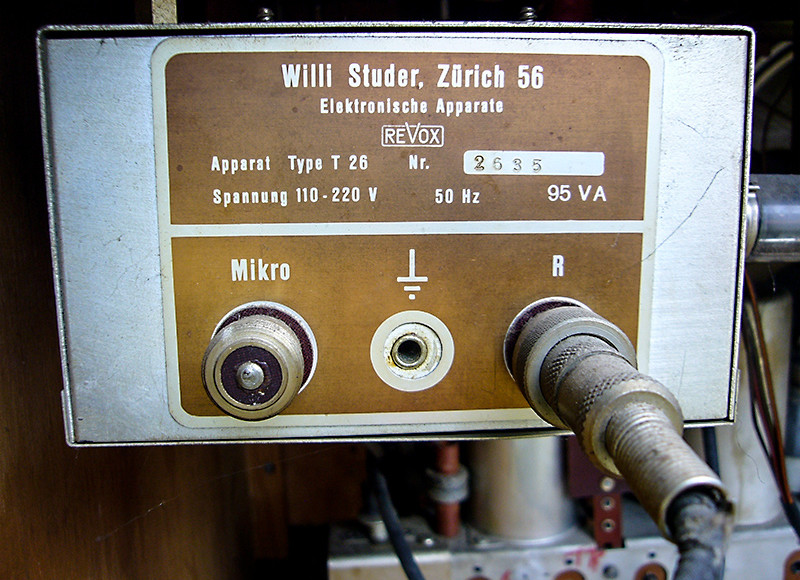 Willi Studer, Zürich 56
Elektronische Apparate
REVOX
Apparat Type T 26 Nr. 2635
Spannung 110-220 V 50 Hz 95 VA
Mikro R